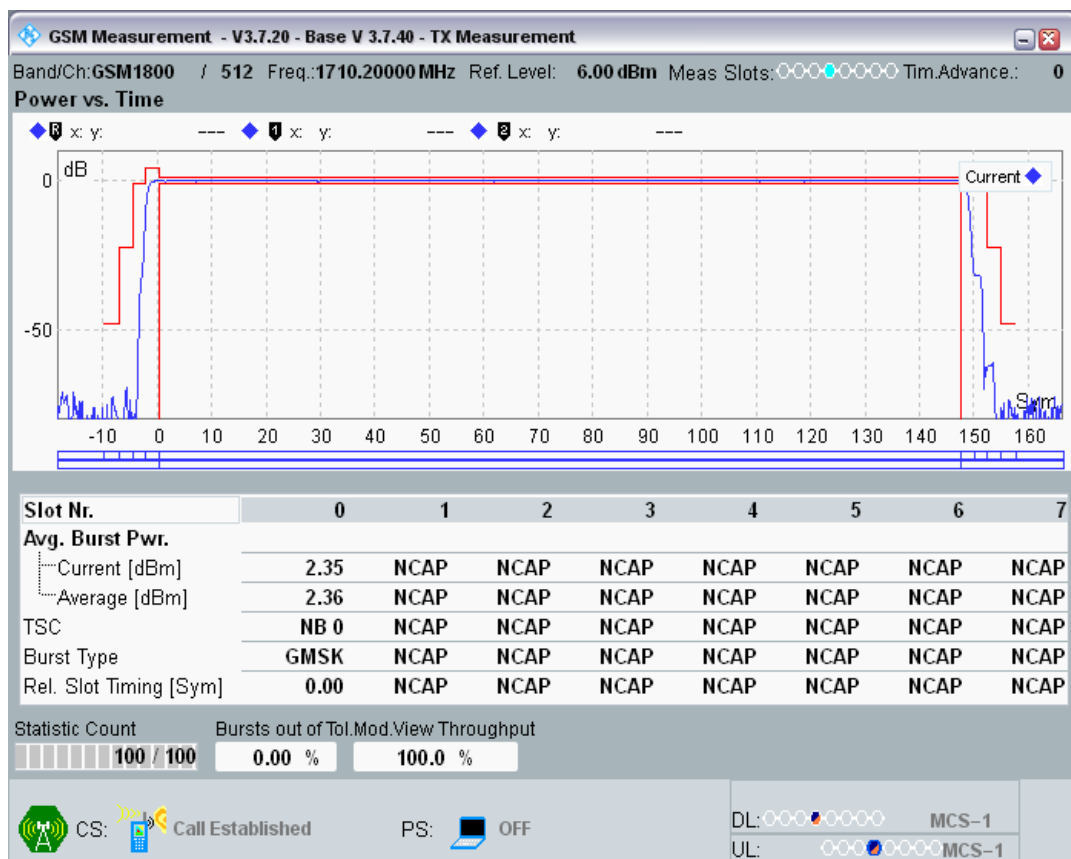 GSM Measurement - V3.7.20 - Base V 3.7.40 - TX Measurement
Band/Ch:GSM1800 / 512 Freq.:1710.20000 MHz Ref. Level: 6.00 dBm Meas Slots: Tim.Advance.: 0
Power vs. Time
R x: y: --- 1 x: y: --- 2 x: y: ---
dB
Current
0
-50
Sym
-10 0 10 20 30 40 50 60 70 80 90 100 110 120 130 140 150 160
Slot Nr. 0 1 2 3 4 5 6 7
Avg. Burst Pwr.
Current [dBm] 2.35 NCAP NCAP NCAP NCAP NCAP NCAP NCAP
Average [dBm] 2.36 NCAP NCAP NCAP NCAP NCAP NCAP NCAP
TSC NB 0 NCAP NCAP NCAP NCAP NCAP NCAP NCAP
Burst Type GMSK NCAP NCAP NCAP NCAP NCAP NCAP NCAP
Rel. Slot Timing [Sym] 0.00 NCAP NCAP NCAP NCAP NCAP NCAP NCAP
Statistic Count Bursts out of Tol.Mod.View Throughput
100 / 100 0.00 % 100.0 %
CS: Call Established PS: OFF DL: MCS-1
UL: MCS-1